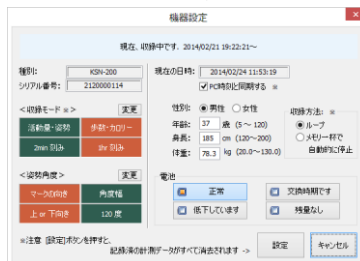 機器設定
現在、収録中です。2014/02/21 19:22:21～
種別： KSN-200
シリアル番号： 2120000114
現在の日時： 2014/02/24 11:53:19
PC時刻と同期する ※
＜収録モード ※＞ 変更
活動量・姿勢 歩数・カロリー
2min 刻み 1hr 刻み
性別： 男性 女性
年齢： 37 歳 (5～120)
身長： 185 cm (120～200)
体重： 78.3 kg (20.0～130.0)
収録方法： ※
ループ
メモリー杯で
自動的に停止
＜姿勢角度＞ 変更
マークの向き 角度幅
上 or 下向き 120 度
電池
正常 交換時期です
低下しています 残量なし
※注意 [設定]ボタンを押すと、
記録済の計測データがすべて消去されます ->
設定 キャンセル